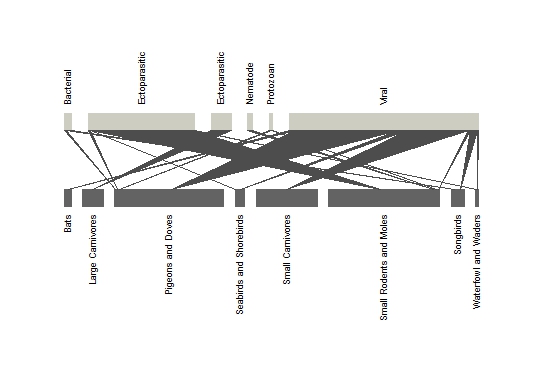 Bats
Bacterial
Large Carnivores
Ectoparasitic
Pigeons and Doves
Ectoparasitic
Seabirds and Shorebirds
Nematode
Protozoan
Small Carnivores
Viral
Small Rodents and Moles
Songbirds
Waterfowl and Waders